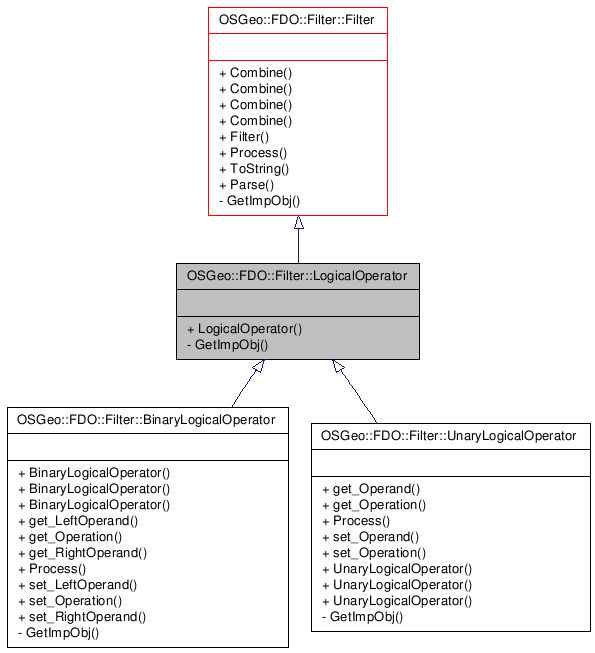 OSGeo::FDO::Filter::Filter
+ Combine()
+ Combine()
+ Combine()
+ Combine()
+ Filter()
+ Process()
+ ToString()
+ Parse()
- GetImpObj()
OSGeo::FDO::Filter::LogicalOperator
+ LogicalOperator()
- GetImpObj()
OSGeo::FDO::Filter::BinaryLogicalOperator
+ BinaryLogicalOperator()
+ BinaryLogicalOperator()
+ BinaryLogicalOperator()
+ get_LeftOperand()
+ get_Operation()
+ get_RightOperand()
+ Process()
+ set_LeftOperand()
+ set_Operation()
+ set_RightOperand()
- GetImpObj()
OSGeo::FDO::Filter::UnaryLogicalOperator
+ get_Operand()
+ get_Operation()
+ Process()
+ set_Operand()
+ set_Operation()
+ UnaryLogicalOperator()
+ UnaryLogicalOperator()
+ UnaryLogicalOperator()
- GetImpObj()